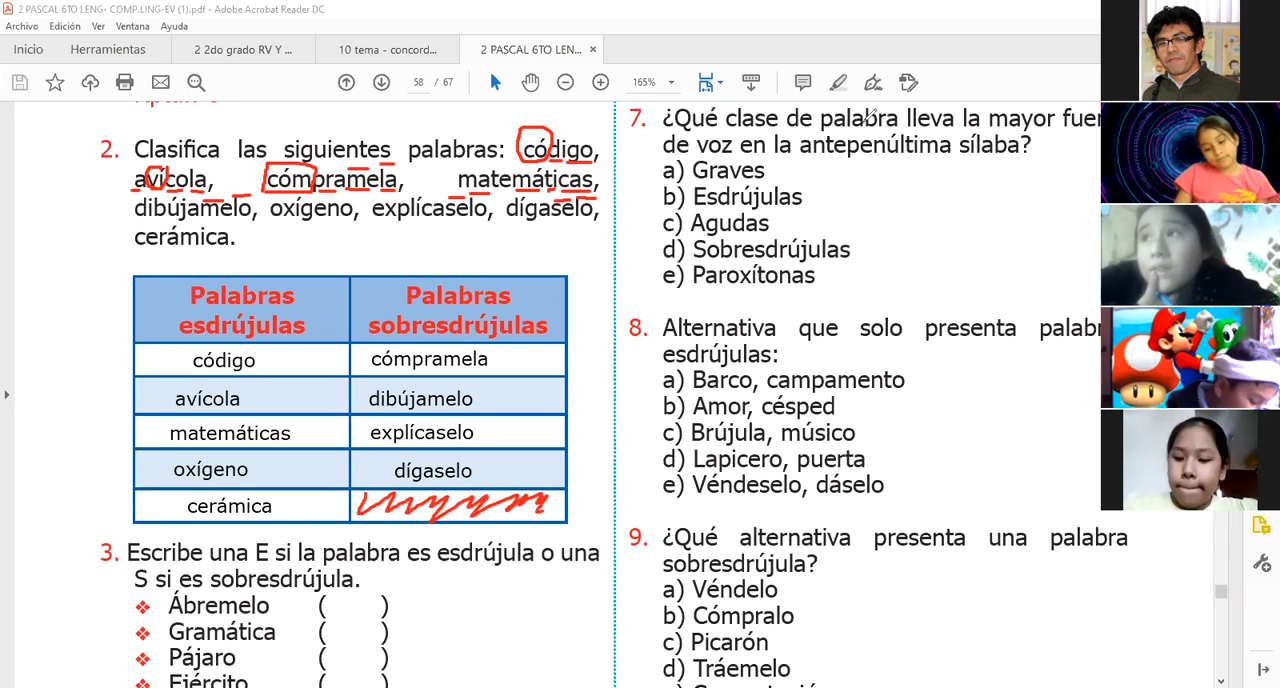 2 PASCAL 6TO LENG- COMP.LING-EV (1).pdf - Adobe Acrobat Reader DC
Archivo Edición Ver Ventana Ayuda
Inicio Herramientas 2 2do grado RV Y ... 10 tema - concord... 2 PASCAL 6TO LEN... ×
58 / 67 165%
2. Clasifica las siguientes palabras: código,
avícola, cómpramela, matemáticas,
dibújamelo, oxígeno, explícaselo, dígaselo,
cerámica.
Palabras esdrújulas Palabras sobresdrújulas
código cómpramela
avícola dibújamelo
matemáticas explícaselo
oxígeno dígaselo
cerámica
3. Escribe una E si la palabra es esdrújula o una
S si es sobresdrújula.
❖ Ábremelo ( )
❖ Gramática ( )
❖ Pájaro ( )
❖ Ejército
7. ¿Qué clase de palabra lleva la mayor fuer
de voz en la antepenúltima sílaba?
a) Graves
b) Esdrújulas
c) Agudas
d) Sobresdrújulas
e) Paroxítonas
8. Alternativa que solo presenta palabr
esdrújulas:
a) Barco, campamento
b) Amor, césped
c) Brújula, músico
d) Lapicero, puerta
e) Véndeselo, dáselo
9. ¿Qué alternativa presenta una palabra
sobresdrújula?
a) Véndelo
b) Cómpralo
c) Picarón
d) Tráemelo